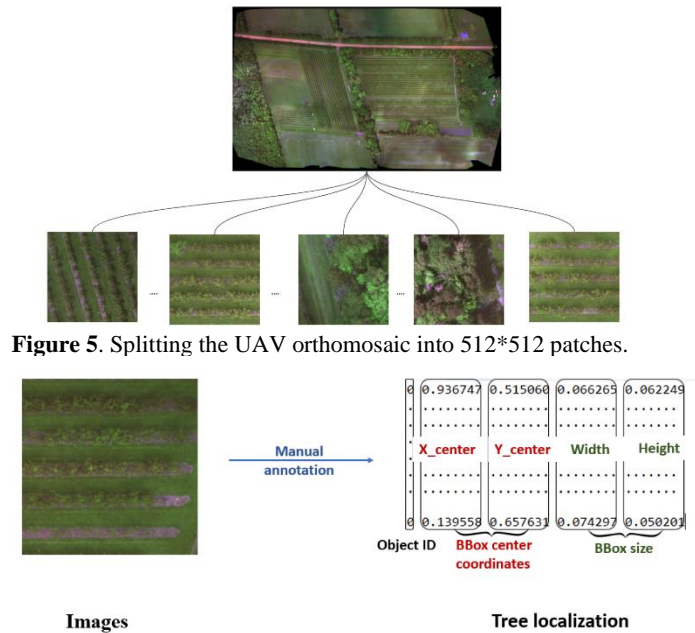 .... .... ....
Figure 5. Splitting the UAV orthomosaic into 512*512 patches.
Manual
annotation
0 0.936747 0.515060 0.066265 0.062249
X_center Y_center Width Height
0 0.139558 0.657631 0.074297 0.050201
Object ID
BBox center
coordinates
BBox size
Images
Tree localization